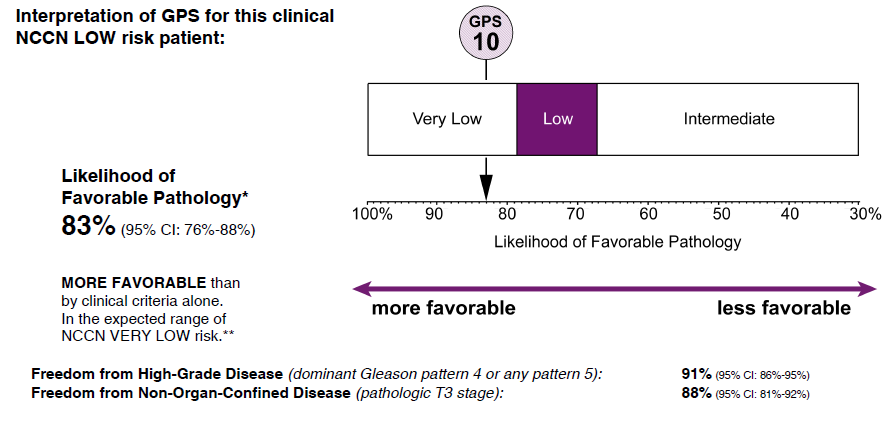 Interpretation of GPS for this clinical
NCCN LOW risk patient:
GPS
10
Very Low
Low
Intermediate
Likelihood of
Favorable Pathology*
83% (95% CI: 76%-88%)
100% 90 80 70 60 50 40 30%
Likelihood of Favorable Pathology
MORE FAVORABLE than
by clinical criteria alone.
In the expected range of
NCCN VERY LOW risk.**
more favorable
less favorable
Freedom from High-Grade Disease (dominant Gleason pattern 4 or any pattern 5): 91% (95% CI: 86%-95%)
Freedom from Non-Organ-Confined Disease (pathologic T3 stage): 88% (95% CI: 81%-92%)